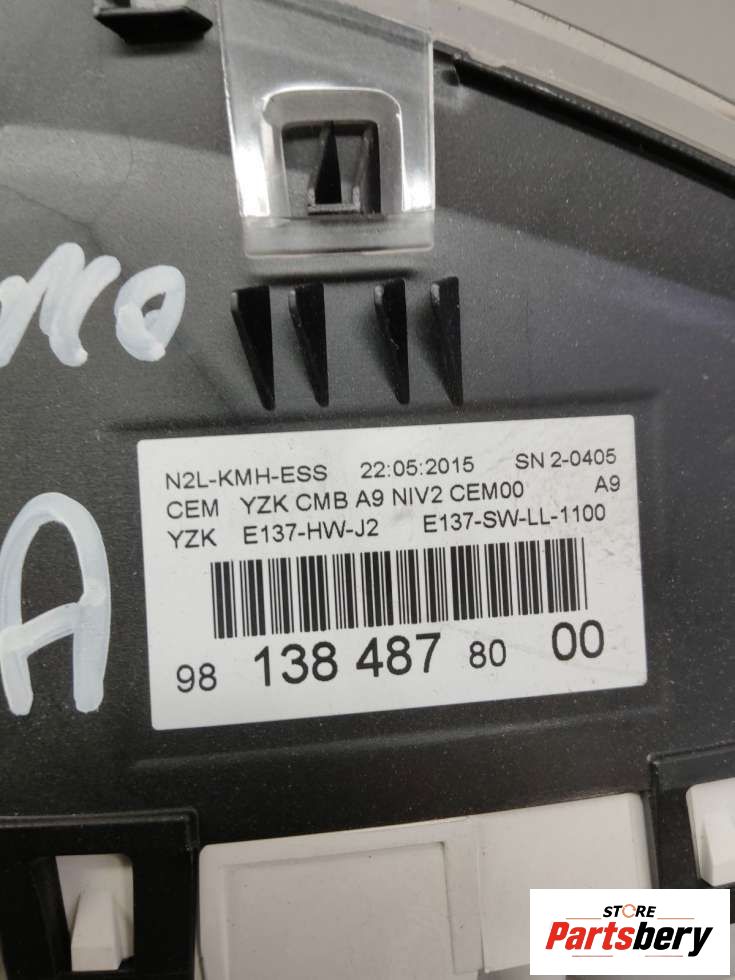 A
N2L-KMH-ESS 22:05:2015 SN 2-0405
CEM YZK CMB A9 NIV2 CEM00 A9
YZK E137-HW-J2 E137-SW-LL-1100
98 138 487 80 00
STORE
Partsbery